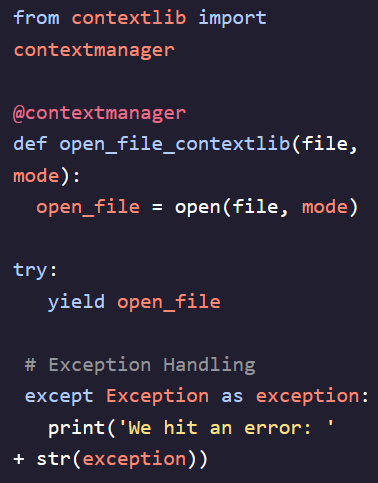 from contextlib import
contextmanager

@contextmanager
def open_file_contextlib(file,
mode):
  open_file = open(file, mode)

try:
   yield open_file

 # Exception Handling
 except Exception as exception:
   print('We hit an error: '
+ str(exception))